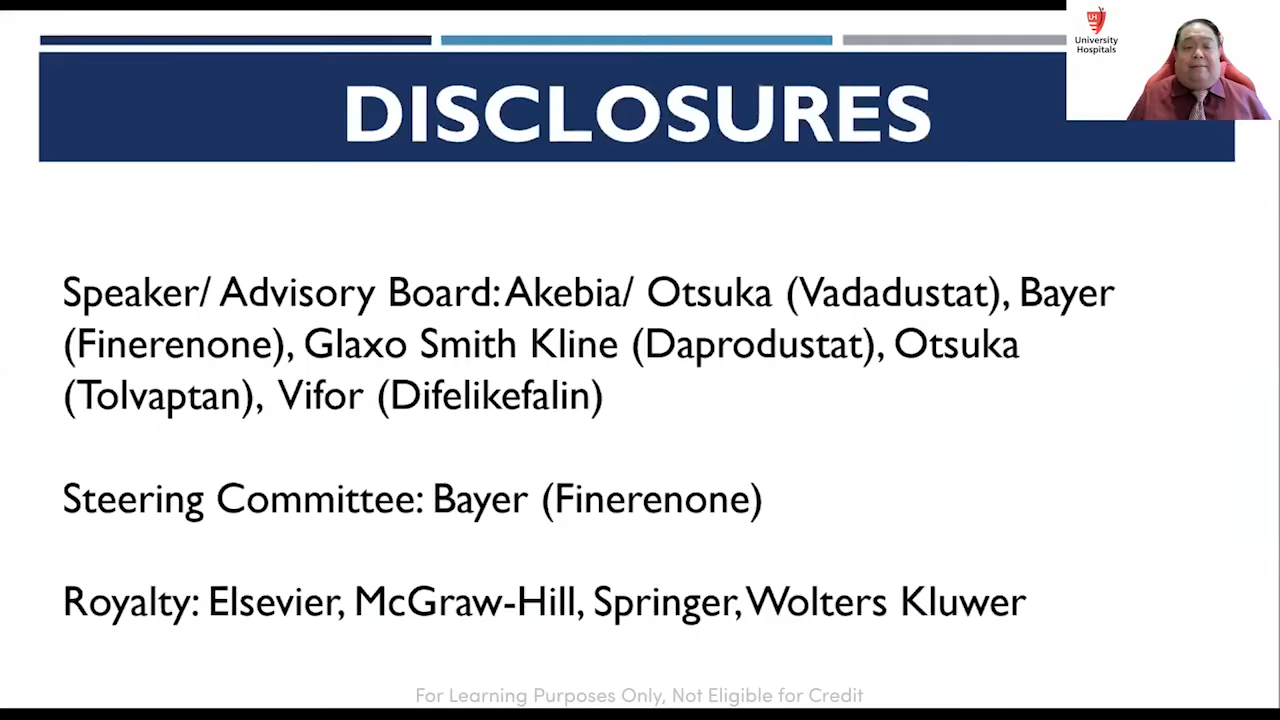 UH
University
Hospitals
DISCLOSURES
Speaker/ Advisory Board: Akebia/ Otsuka (Vadadustat), Bayer
(Finerenone), Glaxo Smith Kline (Daprodustat), Otsuka
(Tolvaptan), Vifor (Difelikefalin)
Steering Committee: Bayer (Finerenone)
Royalty: Elsevier, McGraw-Hill, Springer, Wolters Kluwer
For Learning Purposes Only, Not Eligible for Credit